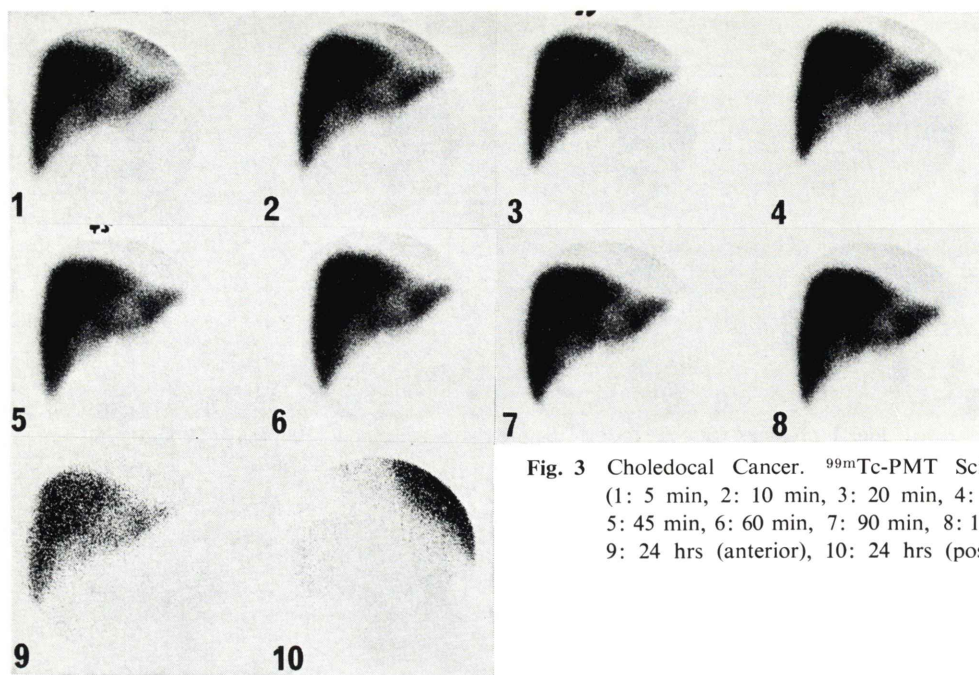 1
2
3
4
5
6
7
8
9
10
Fig. 3 Choledocal Cancer. ⁹⁹ᵐTc-PMT Sc
(1: 5 min, 2: 10 min, 3: 20 min, 4:
5: 45 min, 6: 60 min, 7: 90 min, 8: 1
9: 24 hrs (anterior), 10: 24 hrs (pos